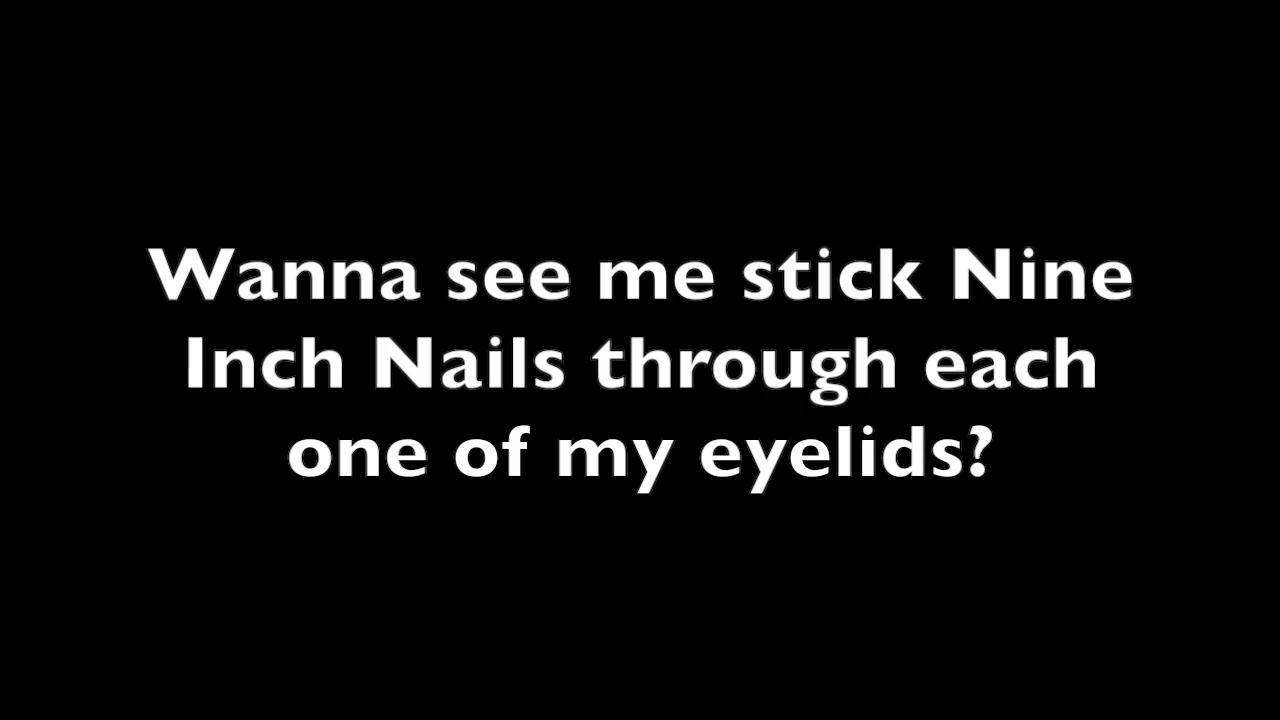 Wanna see me stick Nine
Inch Nails through each
one of my eyelids?